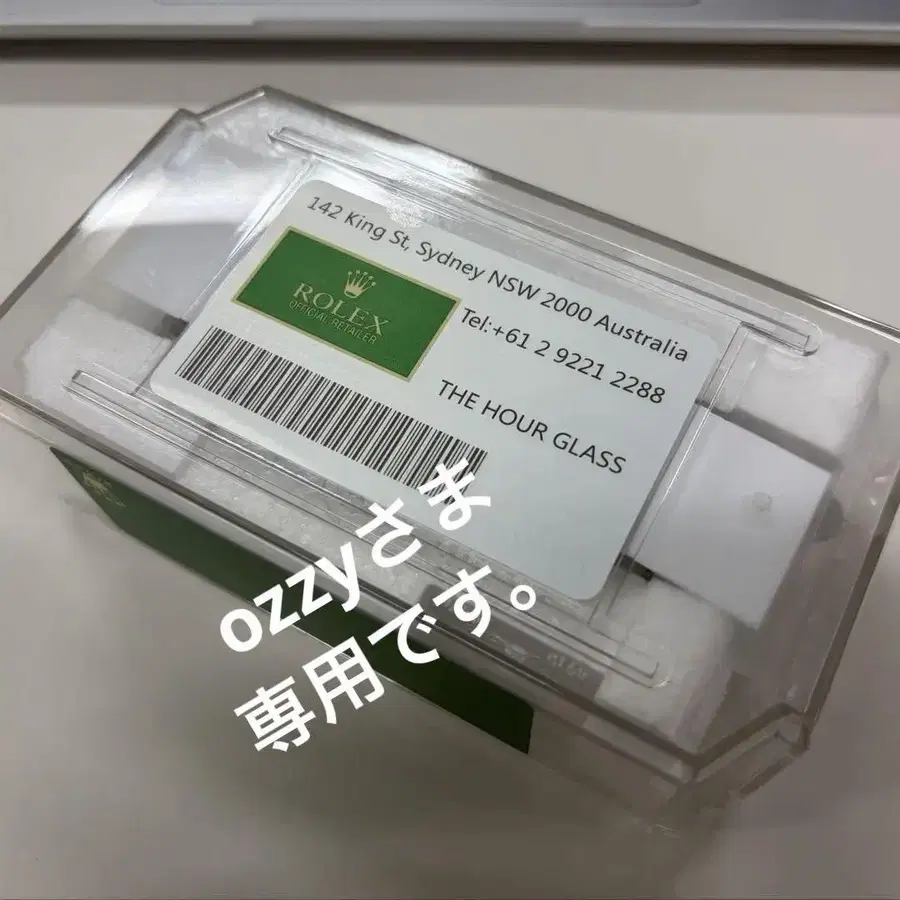 142 King St, Sydney NSW 2000 Australia
ROLEX
OFFICIAL RETAILER
Tel:+61 2 9221 2288
THE HOUR GLASS
ozzyさま
専用です。